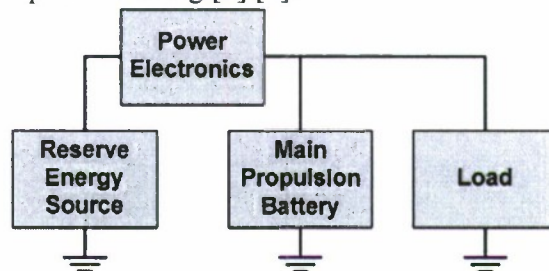 Power
Electronics
Reserve
Energy
Source
Main
Propulsion
Battery
Load